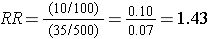 RR = (10/100) / (35/500) = 0.10 / 0.07 = 1.43